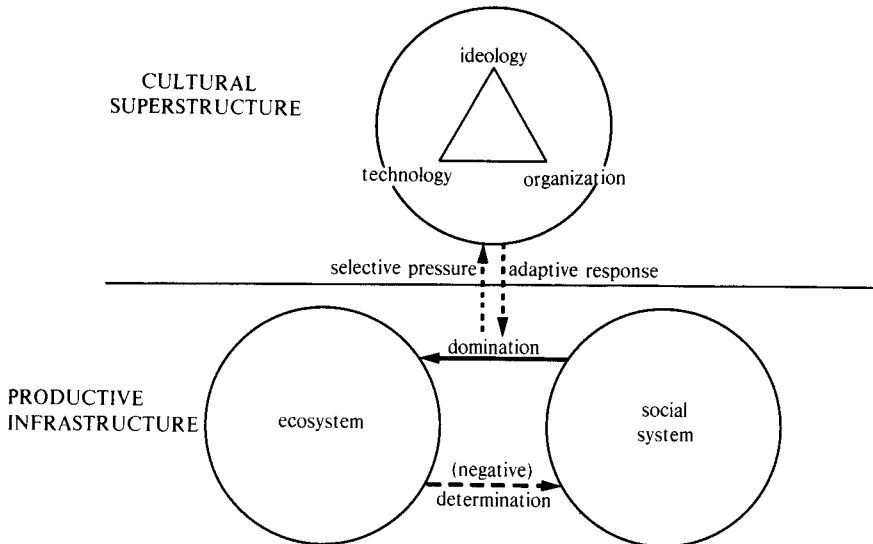 ideology
CULTURAL
SUPERSTRUCTURE
technology
organization
selective pressure
adaptive response
domination
PRODUCTIVE
INFRASTRUCTURE
ecosystem
social
system
(negative)
determination